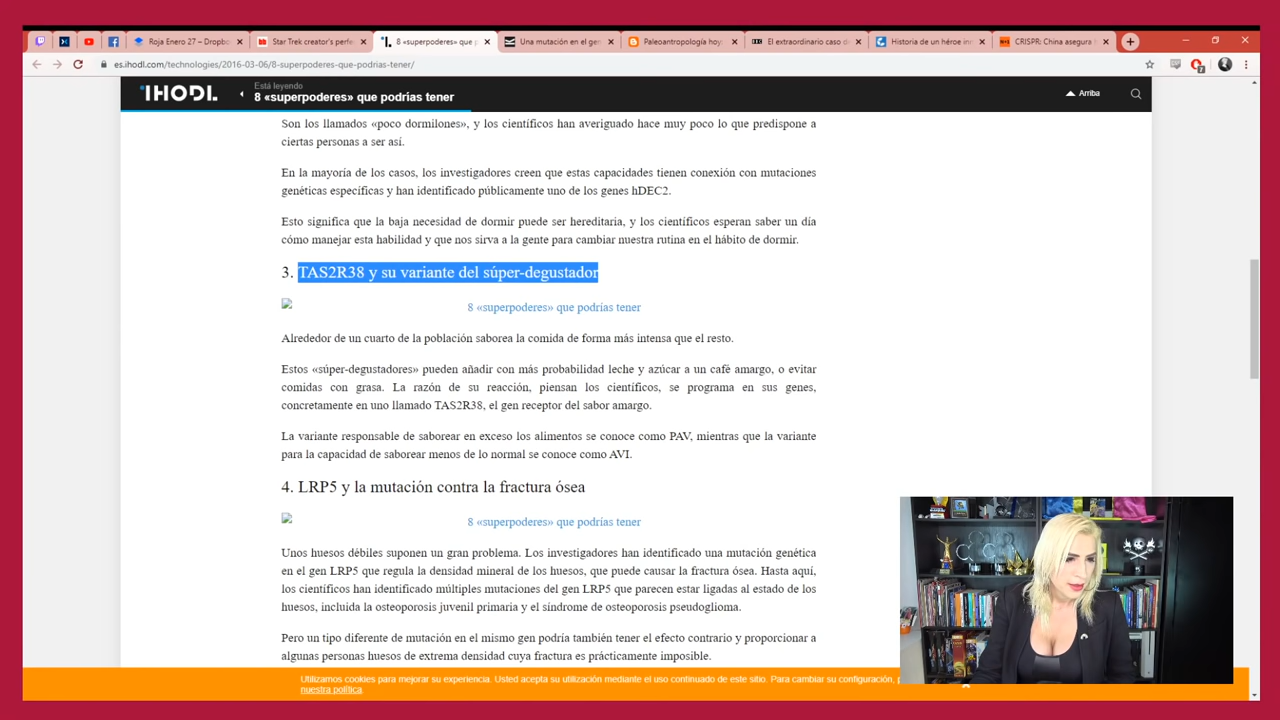 Roja Enero 27 – Dropbo
Star Trek creator's perfe
8 «superpoderes» que p
Una mutación en el gen
Paleoantropología hoy
El extraordinario caso de
Historia de un héroe inn
CRISPR: China asegura t
es.ihodl.com/technologies/2016-03-06/8-superpoderes-que-podrias-tener/
IHODL.
Está leyendo
8 «superpoderes» que podrías tener
Arriba
Son los llamados «poco dormilones», y los científicos han averiguado hace muy poco lo que predispone a
ciertas personas a ser así.
En la mayoría de los casos, los investigadores creen que estas capacidades tienen conexión con mutaciones
genéticas específicas y han identificado públicamente uno de los genes hDEC2.
Esto significa que la baja necesidad de dormir puede ser hereditaria, y los científicos esperan saber un día
cómo manejar esta habilidad y que nos sirva a la gente para cambiar nuestra rutina en el hábito de dormir.
3. TAS2R38 y su variante del súper-degustador
8 «superpoderes» que podrías tener
Alrededor de un cuarto de la población saborea la comida de forma más intensa que el resto.
Estos «súper-degustadores» pueden añadir con más probabilidad leche y azúcar a un café amargo, o evitar
comidas con grasa. La razón de su reacción, piensan los científicos, se programa en sus genes,
concretamente en uno llamado TAS2R38, el gen receptor del sabor amargo.
La variante responsable de saborear en exceso los alimentos se conoce como PAV, mientras que la variante
para la capacidad de saborear menos de lo normal se conoce como AVI.
4. LRP5 y la mutación contra la fractura ósea
8 «superpoderes» que podrías tener
Unos huesos débiles suponen un gran problema. Los investigadores han identificado una mutación genética
en el gen LRP5 que regula la densidad mineral de los huesos, que puede causar la fractura ósea. Hasta aquí,
los científicos han identificado múltiples mutaciones del gen LRP5 que parecen estar ligadas al estado de los
huesos, incluida la osteoporosis juvenil primaria y el síndrome de osteoporosis pseudoglioma.
Pero un tipo diferente de mutación en el mismo gen podría también tener el efecto contrario y proporcionar a
algunas personas huesos de extrema densidad cuya fractura es prácticamente imposible.
Utilizamos cookies para mejorar su experiencia. Usted acepta su utilización mediante el uso continuado de este sitio. Para cambiar su configuración,
nuestra política.